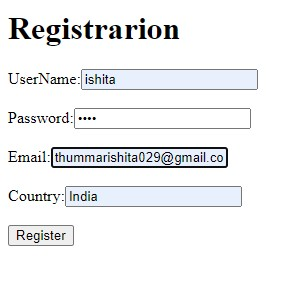 Registrarion
UserName: ishita
Password: ••••
Email: thummarishita029@gmail.co
Country: India
Register